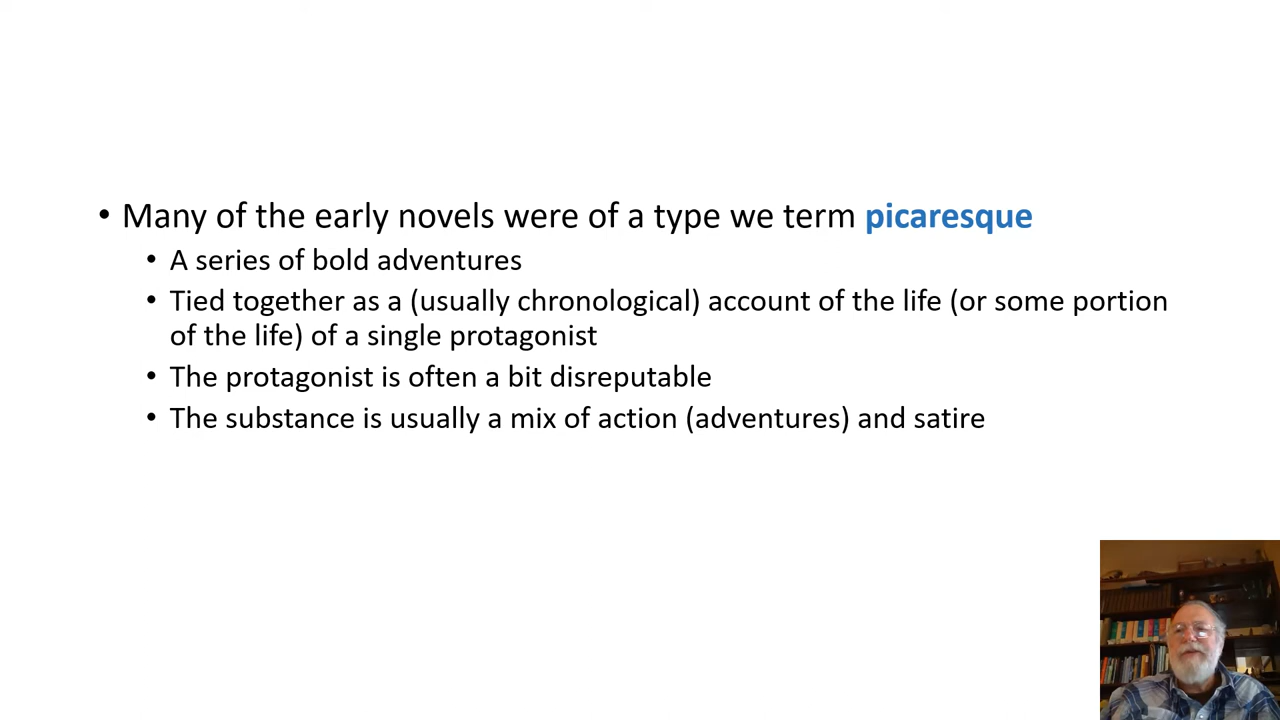 • Many of the early novels were of a type we term picaresque
• A series of bold adventures
• Tied together as a (usually chronological) account of the life (or some portion
of the life) of a single protagonist
• The protagonist is often a bit disreputable
• The substance is usually a mix of action (adventures) and satire